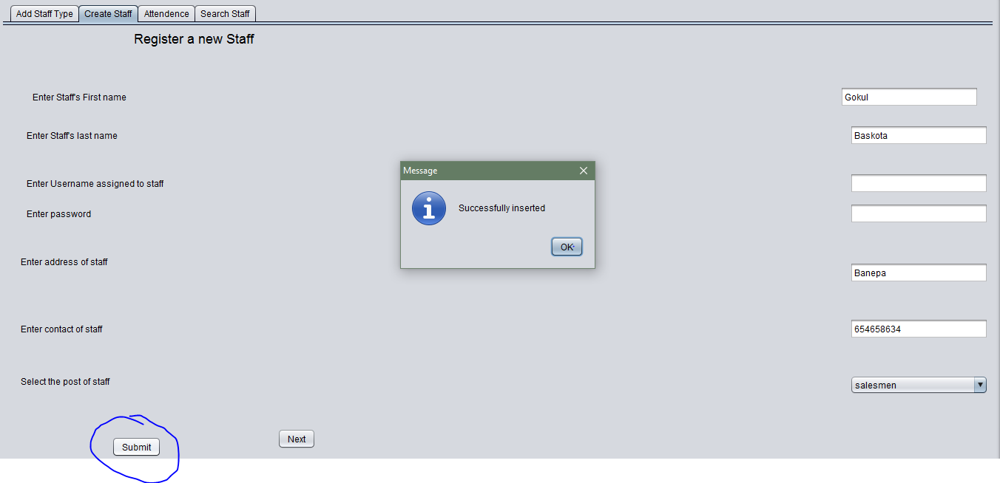 Add Staff Type Create Staff Attendence Search Staff
Register a new Staff
Enter Staff's First name Gokul
Enter Staff's last name Baskota
Message
Successfully inserted
OK
Enter Username assigned to staff
Enter password
Enter address of staff Banepa
Enter contact of staff 654658634
Select the post of staff salesmen
Submit Next